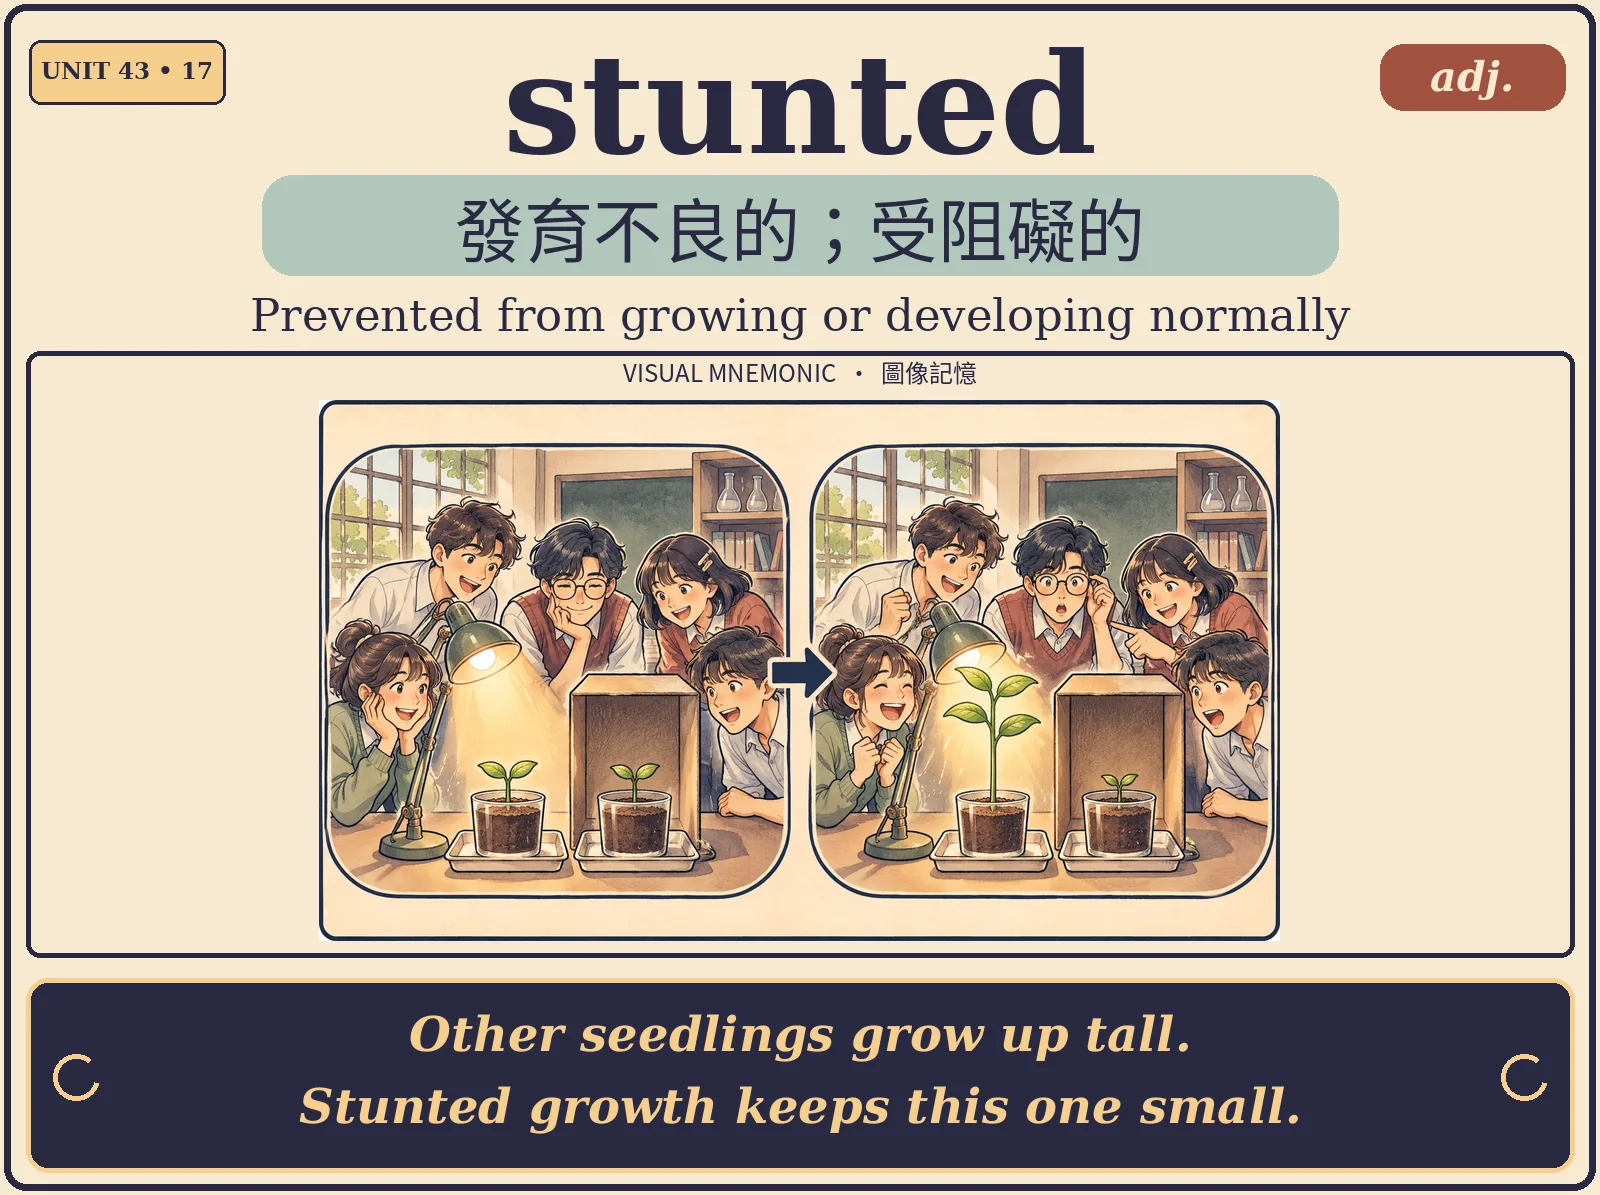 UNIT 43 • 17
stunted
adj.
發育不良的；受阻礙的
Prevented from growing or developing normally
VISUAL MNEMONIC • 圖像記憶
Other seedlings grow up tall.
Stunted growth keeps this one small.